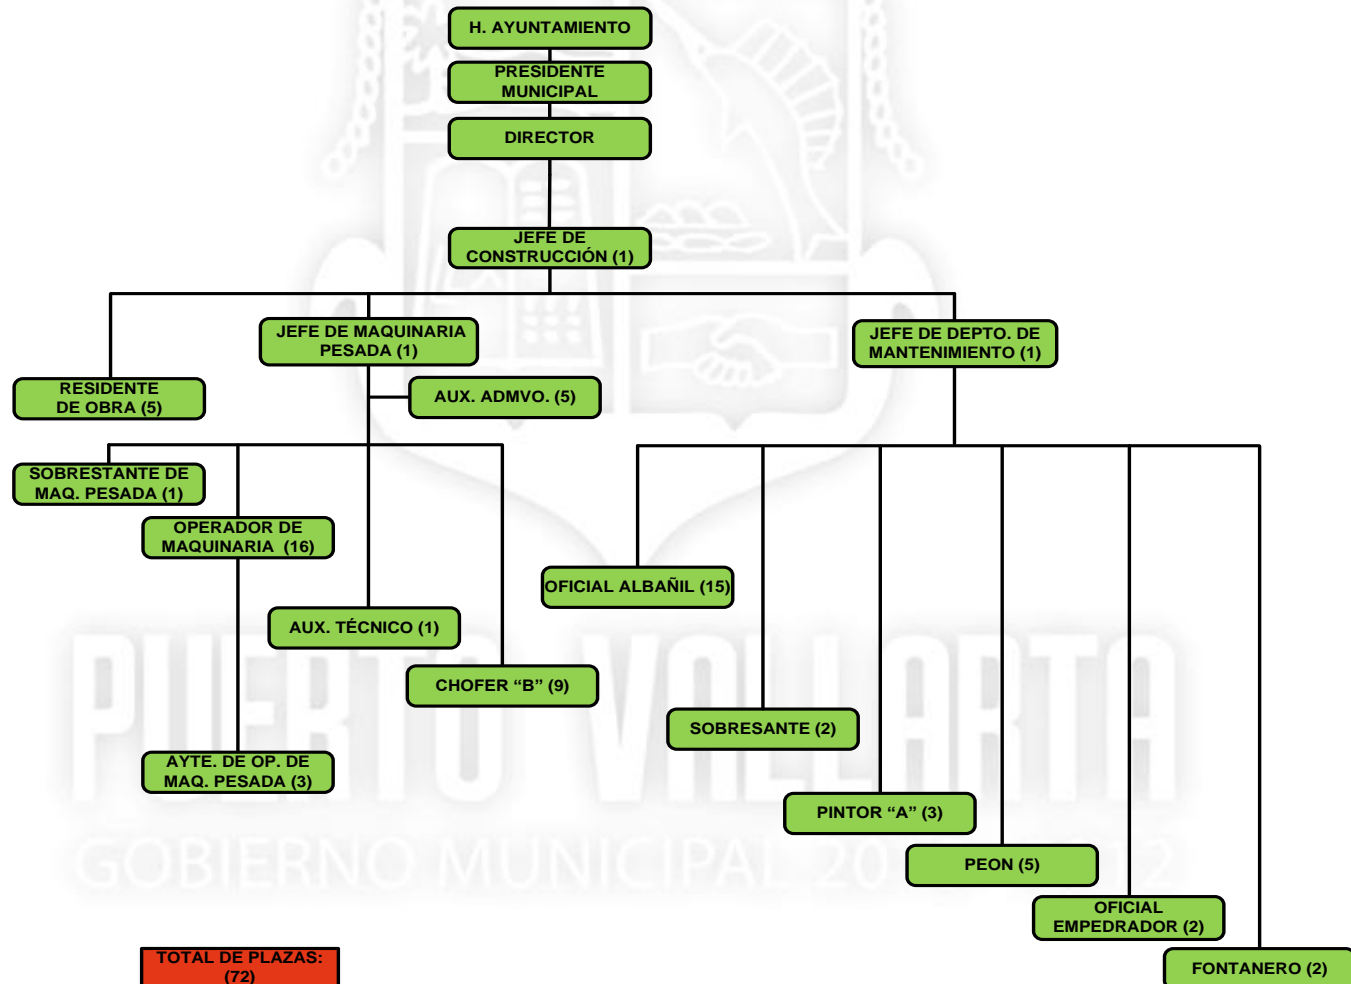 H. AYUNTAMIENTO
PRESIDENTE
MUNICIPAL
DIRECTOR
JEFE DE
CONSTRUCCIÓN (1)
JEFE DE MAQUINARIA
PESADA (1)
JEFE DE DEPTO. DE
MANTENIMIENTO (1)
RESIDENTE
DE OBRA (5)
AUX. ADMVO. (5)
SOBRESTANTE DE
MAQ. PESADA (1)
OPERADOR DE
MAQUINARIA (16)
OFICIAL ALBAÑIL (15)
AUX. TÉCNICO (1)
CHOFER “B” (9)
SOBRESANTE (2)
AYTE. DE OP. DE
MAQ. PESADA (3)
PINTOR “A” (3)
PEON (5)
OFICIAL
EMPEDRADOR (2)
FONTANERO (2)
TOTAL DE PLAZAS:
(72)
PUERTO VALLARTA
GOBIERNO MUNICIPAL